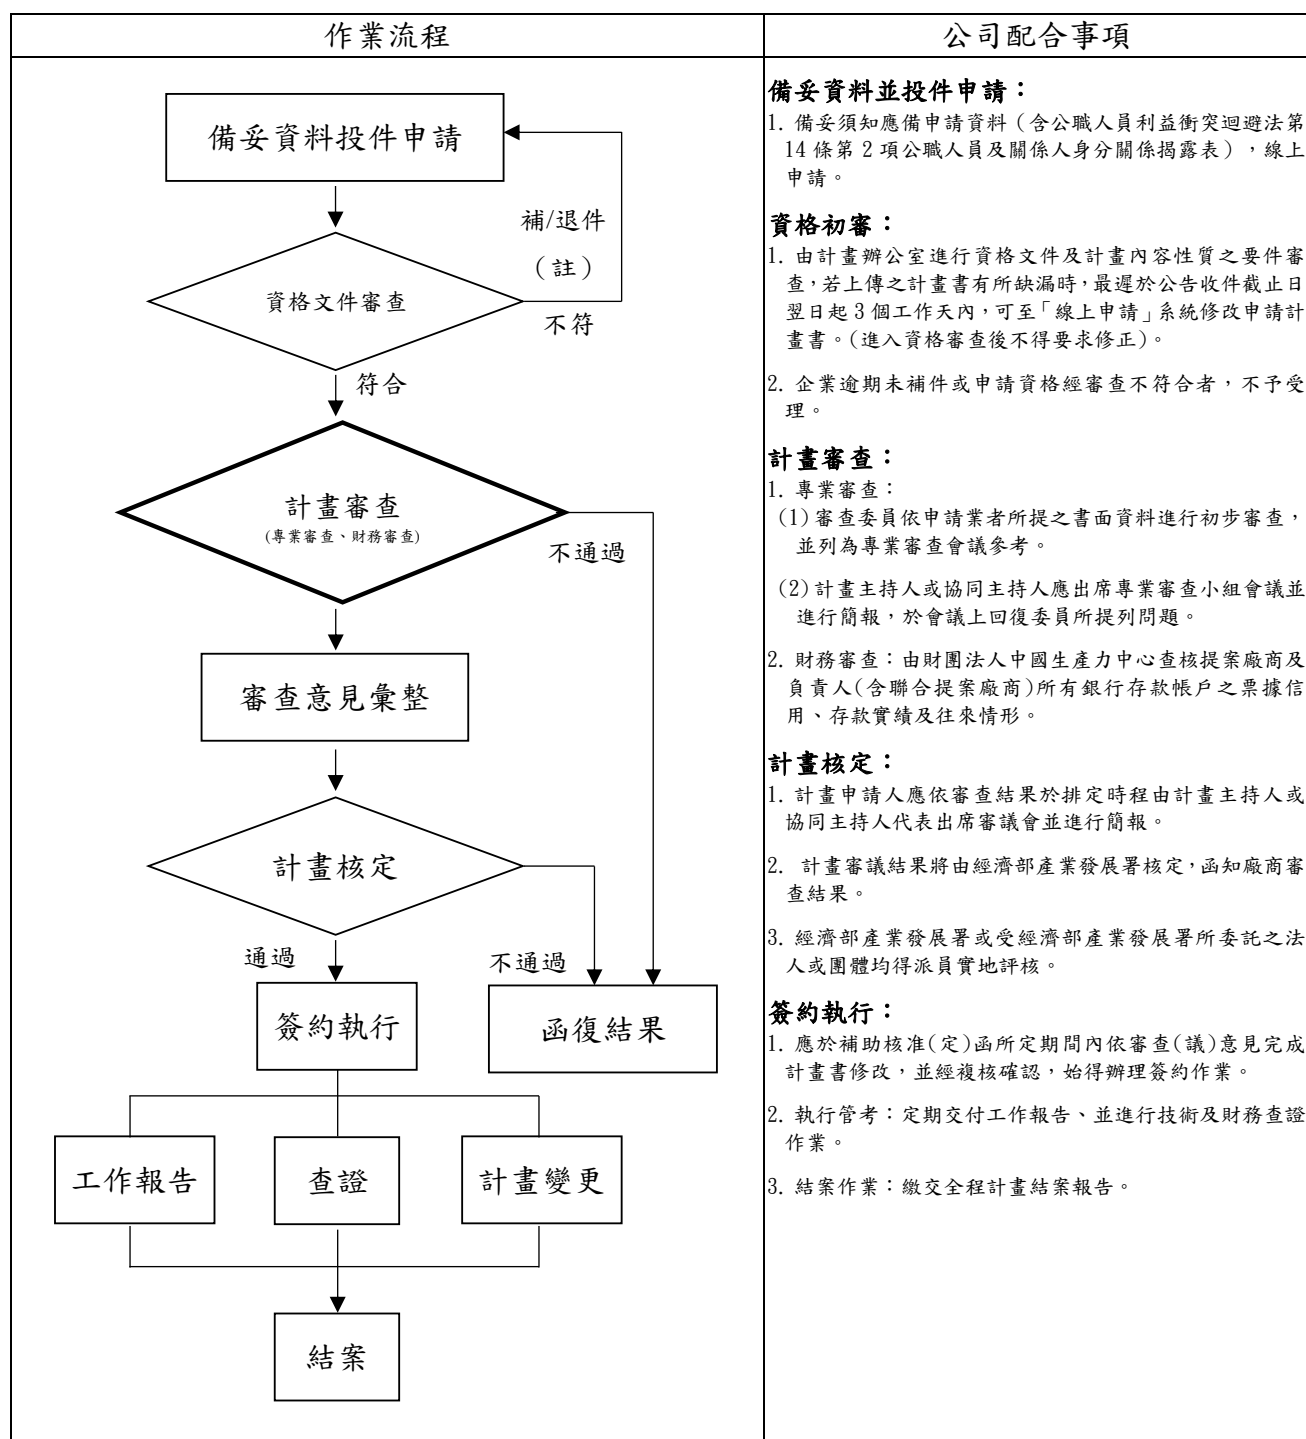 作業流程
公司配合事項
備妥資料投件申請
補/退件
(註)
資格文件審查
不符
符合
計畫審查
(專業審查、財務審查)
不通過
審查意見彙整
計畫核定
通過
不通過
簽約執行
函復結果
工作報告
查證
計畫變更
結案
備妥資料並投件申請：
1. 備妥須知應備申請資料（含公職人員利益衝突迴避法第
14 條第 2 項公職人員及關係人身分關係揭露表），線上
申請。
資格初審：
1. 由計畫辦公室進行資格文件及計畫內容性質之要件審
查，若上傳之計畫書有所缺漏時，最遲於公告收件截止日
翌日起 3 個工作天內，可至「線上申請」系統修改申請計
畫書。(進入資格審查後不得要求修正)。
2. 企業逾期未補件或申請資格經審查不符合者，不予受
理。
計畫審查：
1. 專業審查：
(1)審查委員依申請業者所提之書面資料進行初步審查，
並列為專業審查會議參考。
(2)計畫主持人或協同主持人應出席專業審查小組會議並
進行簡報，於會議上回復委員所提列問題。
2. 財務審查：由財團法人中國生產力中心查核提案廠商及
負責人(含聯合提案廠商)所有銀行存款帳戶之票據信
用、存款實績及往來情形。
計畫核定：
1. 計畫申請人應依審查結果於排定時程由計畫主持人或
協同主持人代表出席審議會並進行簡報。
2. 計畫審議結果將由經濟部產業發展署核定，函知廠商審
查結果。
3. 經濟部產業發展署或受經濟部產業發展署所委託之法
人或團體均得派員實地評核。
簽約執行：
1. 應於補助核准(定)函所定期間內依審查(議)意見完成
計畫書修改，並經複核確認，始得辦理簽約作業。
2. 執行管考：定期交付工作報告、並進行技術及財務查證
作業。
3. 結案作業：繳交全程計畫結案報告。